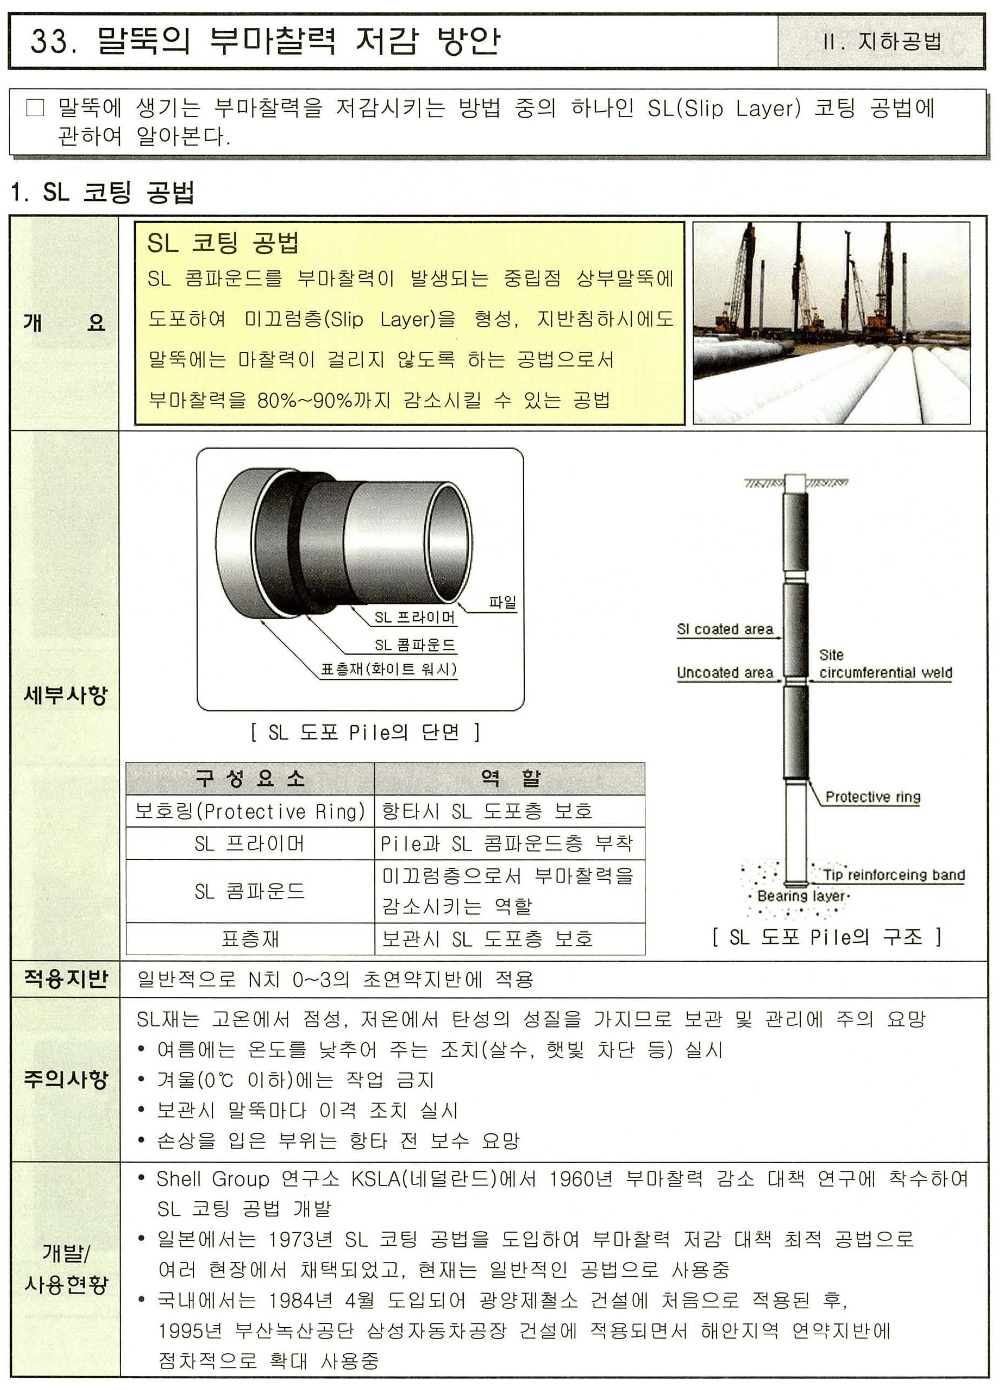 33. 말뚝의 부마찰력 저감 방안
II. 지하공법
□ 말뚝에 생기는 부마찰력을 저감시키는 방법 중의 하나인 SL(Slip Layer) 코팅 공법에
관하여 알아본다.
1. SL 코팅 공법
개 요
SL 코팅 공법
SL 콤파운드를 부마찰력이 발생되는 중립점 상부말뚝에
도포하여 미끄럼층(Slip Layer)을 형성, 지반침하시에도
말뚝에는 마찰력이 걸리지 않도록 하는 공법으로서
부마찰력을 80%~90%까지 감소시킬 수 있는 공법
세부사항
파일
SL 프라이머
SL 콤파운드
표층재(화이트 워시)
[ SL 도포 Pile의 단면 ]
구 성 요 소
역 할
보호링(Protective Ring)
항타시 SL 도포층 보호
SL 프라이머
Pile과 SL 콤파운드층 부착
SL 콤파운드
미끄럼층으로서 부마찰력을
감소시키는 역할
표층재
보관시 SL 도포층 보호
Sl coated area
Uncoated area
Site
circumferential weld
Protective ring
Tip reinforceing band
Bearing layer
[ SL 도포 Pile의 구조 ]
적용지반
일반적으로 N치 0~3의 초연약지반에 적용
주의사항
SL재는 고온에서 점성, 저온에서 탄성의 성질을 가지므로 보관 및 관리에 주의 요망
• 여름에는 온도를 낮추어 주는 조치(살수, 햇빛 차단 등) 실시
• 겨울(0℃ 이하)에는 작업 금지
• 보관시 말뚝마다 이격 조치 실시
• 손상을 입은 부위는 항타 전 보수 요망
개발/
사용현황
• Shell Group 연구소 KSLA(네덜란드)에서 1960년 부마찰력 감소 대책 연구에 착수하여
SL 코팅 공법 개발
• 일본에서는 1973년 SL 코팅 공법을 도입하여 부마찰력 저감 대책 최적 공법으로
여러 현장에서 채택되었고, 현재는 일반적인 공법으로 사용중
• 국내에서는 1984년 4월 도입되어 광양제철소 건설에 처음으로 적용된 후,
1995년 부산녹산공단 삼성자동차공장 건설에 적용되면서 해안지역 연약지반에
점차적으로 확대 사용중